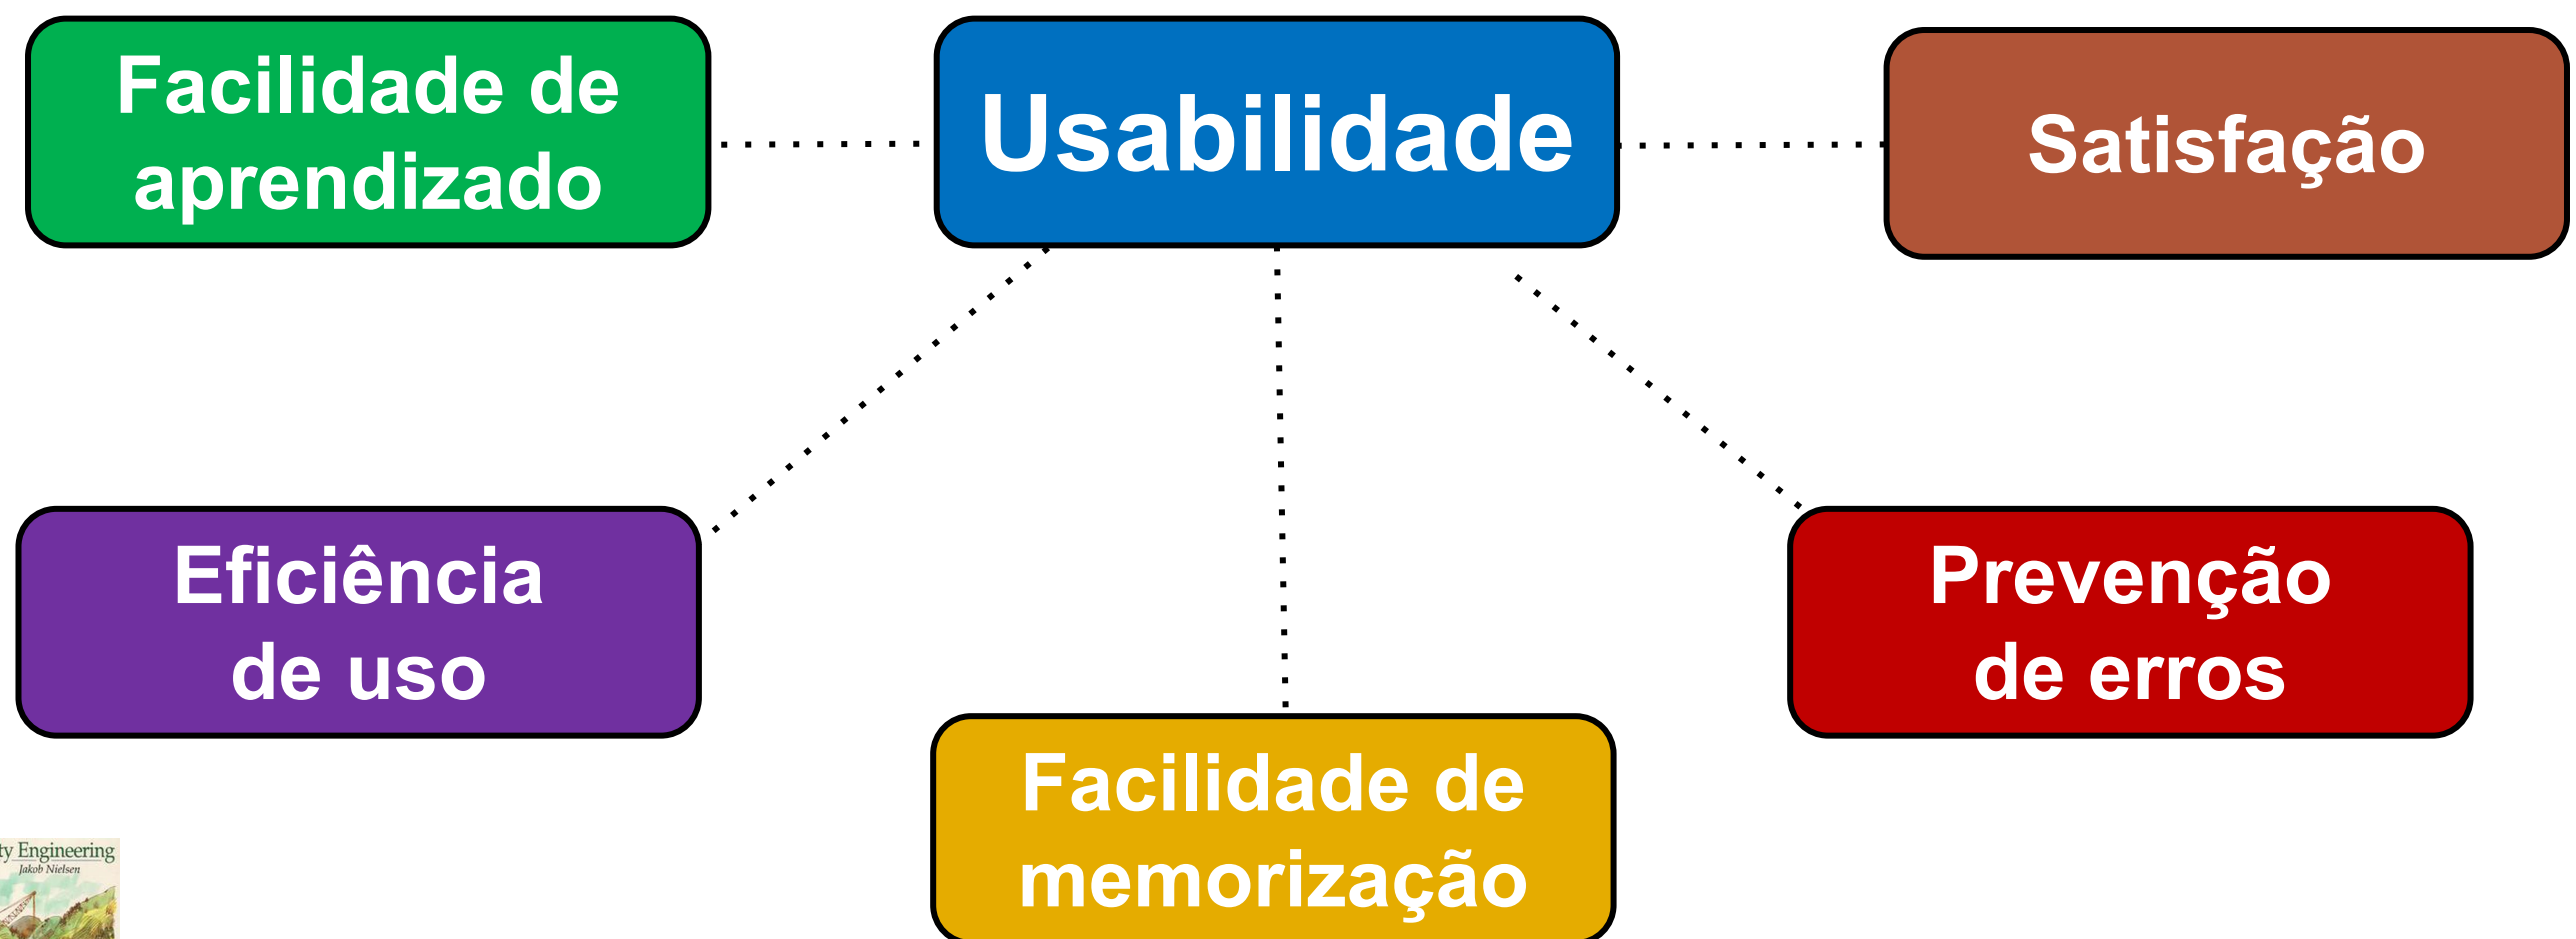 Facilidade de
aprendizado
Usabilidade
Satisfação
Eficiência
de uso
Prevenção
de erros
Facilidade de
memorização
ty Engineering
Jakob Nielsen